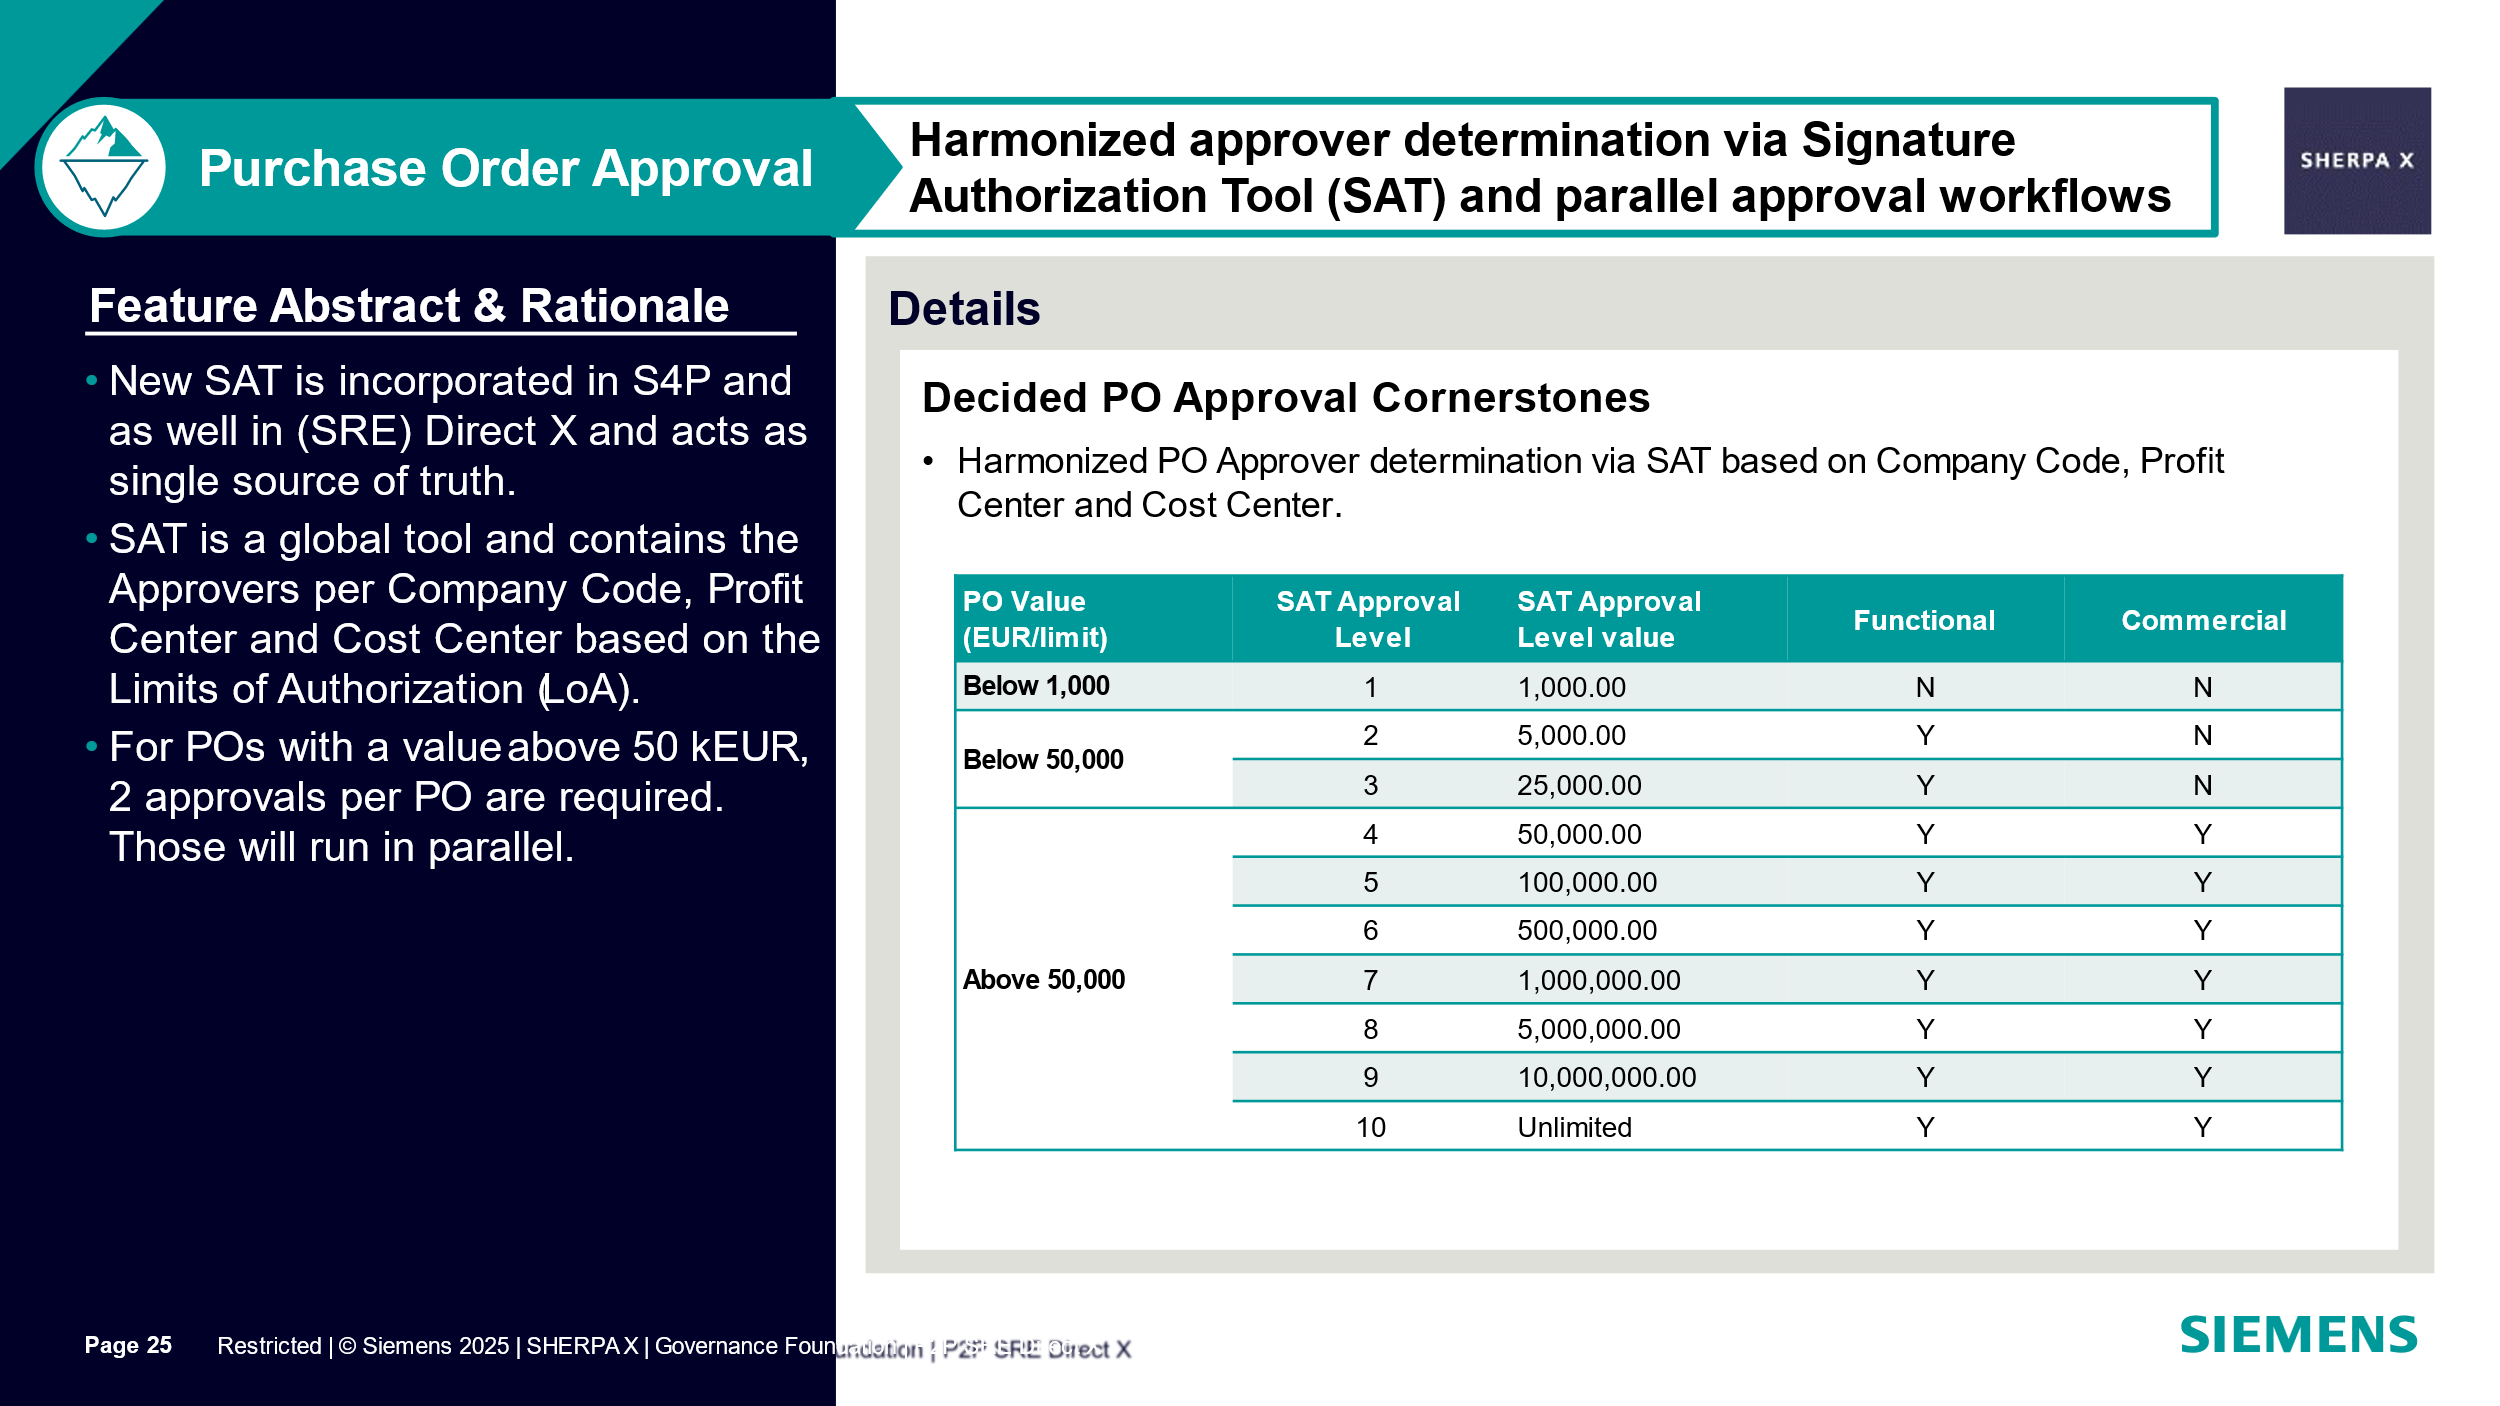 Purchase Order Approval
Harmonized approver determination via Signature
Authorization Tool (SAT) and parallel approval workflows
SHERPA X
Feature Abstract & Rationale
• New SAT is incorporated in S4P and
as well in (SRE) Direct X and acts as
single source of truth.
• SAT is a global tool and contains the
Approvers per Company Code, Profit
Center and Cost Center based on the
Limits of Authorization (LoA).
• For POs with a value above 50 kEUR,
2 approvals per PO are required.
Those will run in parallel.
Details
Decided PO Approval Cornerstones
• Harmonized PO Approver determination via SAT based on Company Code, Profit
Center and Cost Center.
PO Value (EUR/limit) SAT Approval Level SAT Approval Level value Functional Commercial
Below 1,000 1 1,000.00 N N
Below 50,000 2 5,000.00 Y N
3 25,000.00 Y N
Above 50,000 4 50,000.00 Y Y
5 100,000.00 Y Y
6 500,000.00 Y Y
7 1,000,000.00 Y Y
8 5,000,000.00 Y Y
9 10,000,000.00 Y Y
10 Unlimited Y Y
Page 25 Restricted | © Siemens 2025 | SHERPA X | Governance Foundation | P2P SRE Direct X
SIEMENS